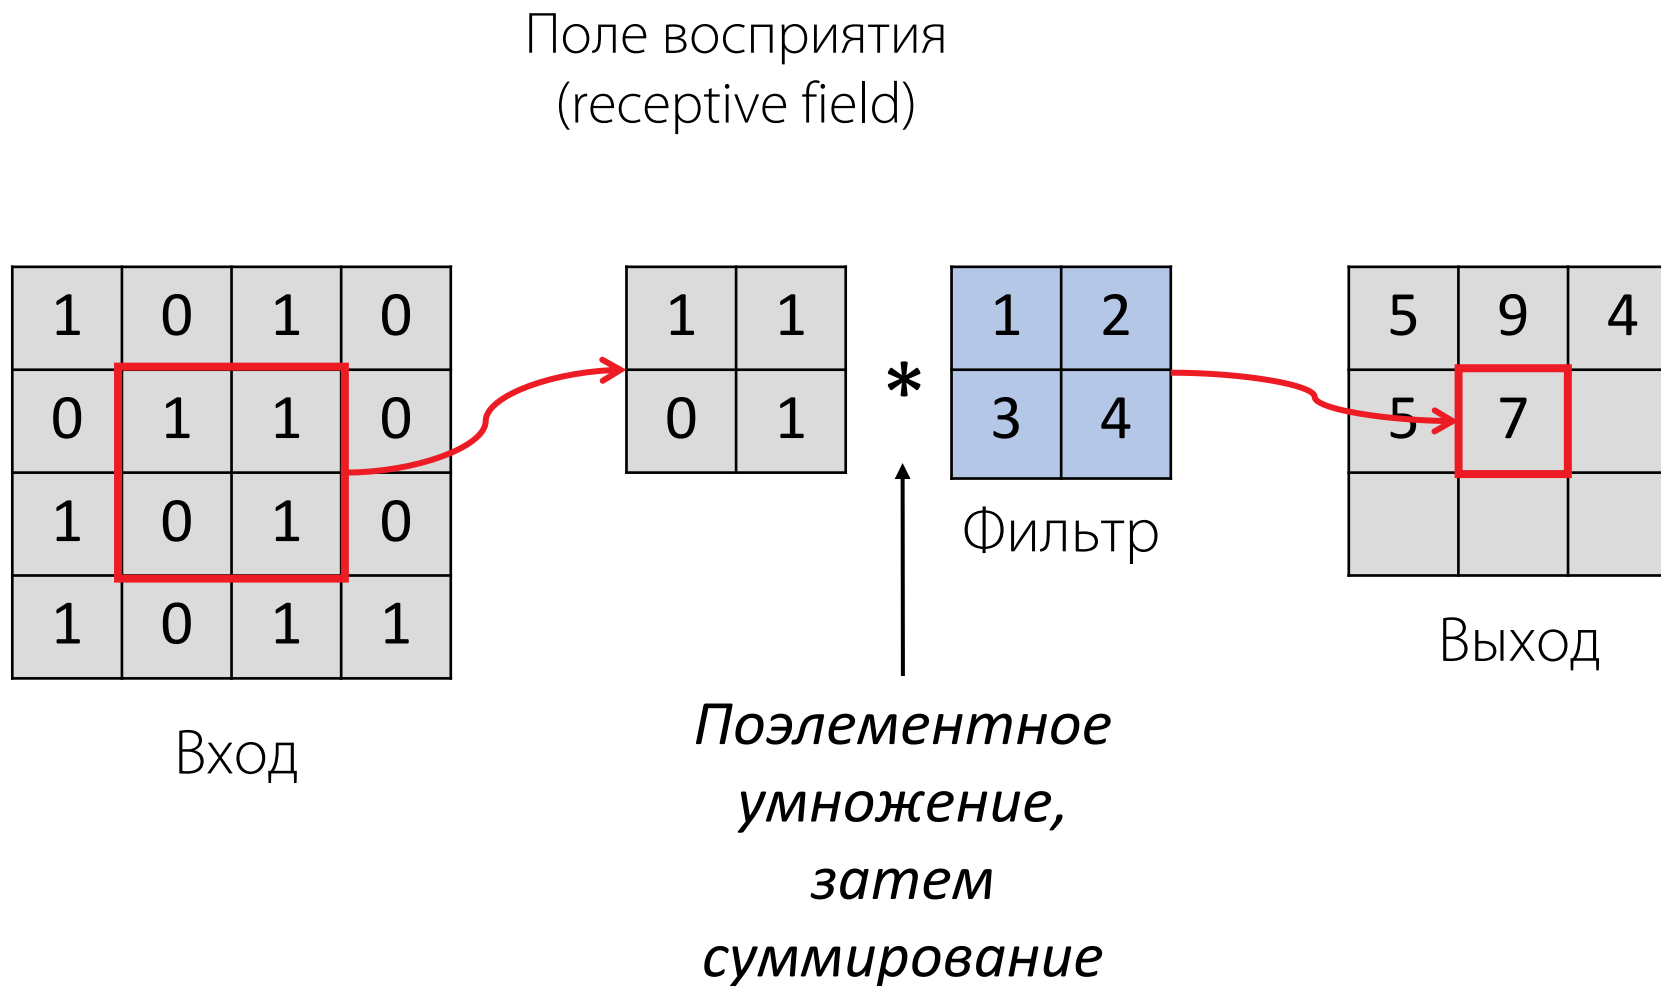 Поле восприятия
(receptive field)
1 0 1 0
0 1 1 0
1 0 1 0
1 0 1 1
Вход
1 1
0 1
*
1 2
3 4
Фильтр
5 9 4
5 7
Выход
Поэлементное
умножение,
затем
суммирование